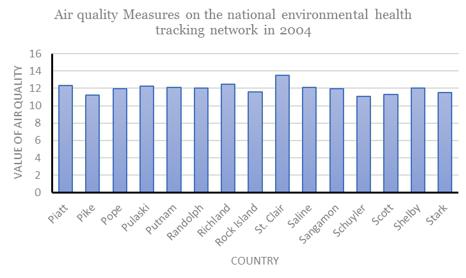 Air quality Measures on the national environmental health
tracking network in 2004
VALUE OF AIR QUALITY
16
14
12
10
8
6
4
2
0
Piatt
Pike
Pope
Pulaski
Putnam
Randolph
Richland
Rock Island
St. Clair
Saline
Sangamon
Schuyler
Scott
Shelby
Stark
COUNTRY